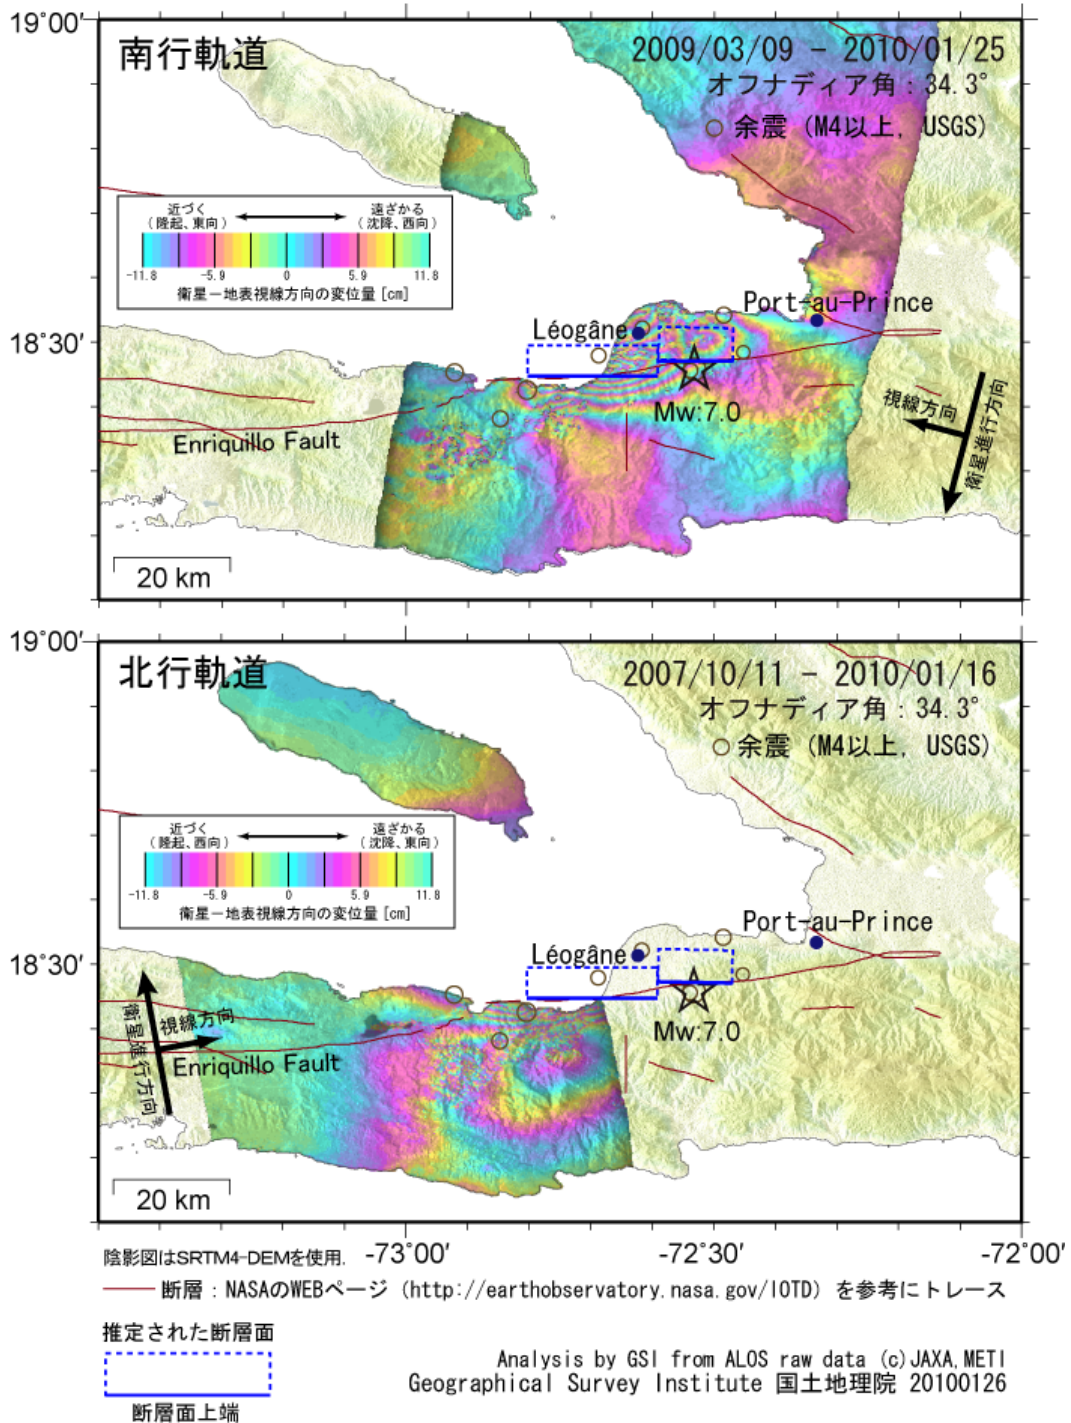 19°00′
南行軌道
2009/03/09 − 2010/01/25
オフナディア角：34.3°
余震（M4以上, USGS）
近づく
（隆起、東向）
遠ざかる
（沈降、西向）
-11.8 -5.9 0 5.9 11.8
衛星－地表視線方向の変位量 [cm]
Port-au-Prince
Léogâne
18°30′
Mw:7.0
視線方向
衛星進行方向
Enriquillo Fault
20 km
19°00′
北行軌道
2007/10/11 − 2010/01/16
オフナディア角：34.3°
余震（M4以上, USGS）
近づく
（隆起、西向）
遠ざかる
（沈降、東向）
-11.8 -5.9 0 5.9 11.8
衛星－地表視線方向の変位量 [cm]
Port-au-Prince
Léogâne
18°30′
Mw:7.0
視線方向
衛星進行方向
Enriquillo Fault
20 km
陰影図はSRTM4-DEMを使用.
-73°00′ -72°30′ -72°00′
断層：NASAのWEBページ（http://earthobservatory.nasa.gov/IOTD）を参考にトレース
推定された断層面
断層面上端
Analysis by GSI from ALOS raw data (c)JAXA,METI
Geographical Survey Institute 国土地理院 20100126